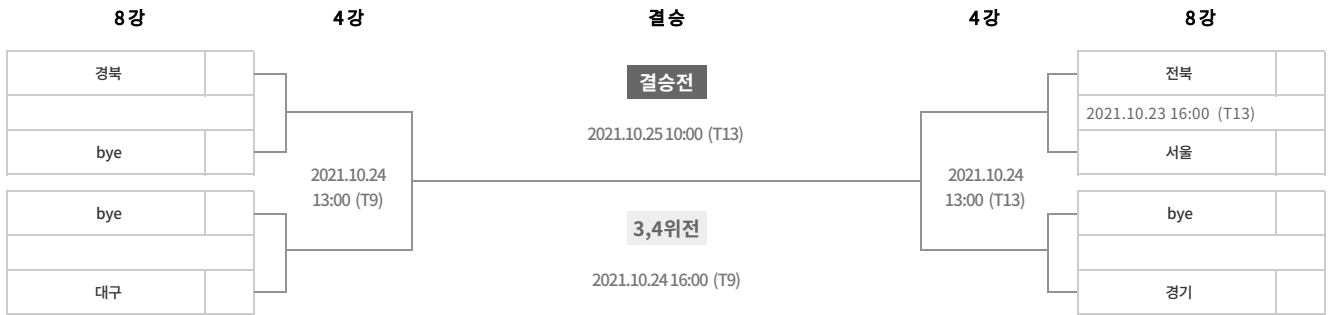 8강 4강 결승 4강 8강
경북
bye
bye
대구
2021.10.24
13:00 (T9)
결승전
2021.10.25 10:00 (T13)
3,4위전
2021.10.24 16:00 (T9)
2021.10.24
13:00 (T13)
전북
2021.10.23 16:00 (T13)
서울
bye
경기